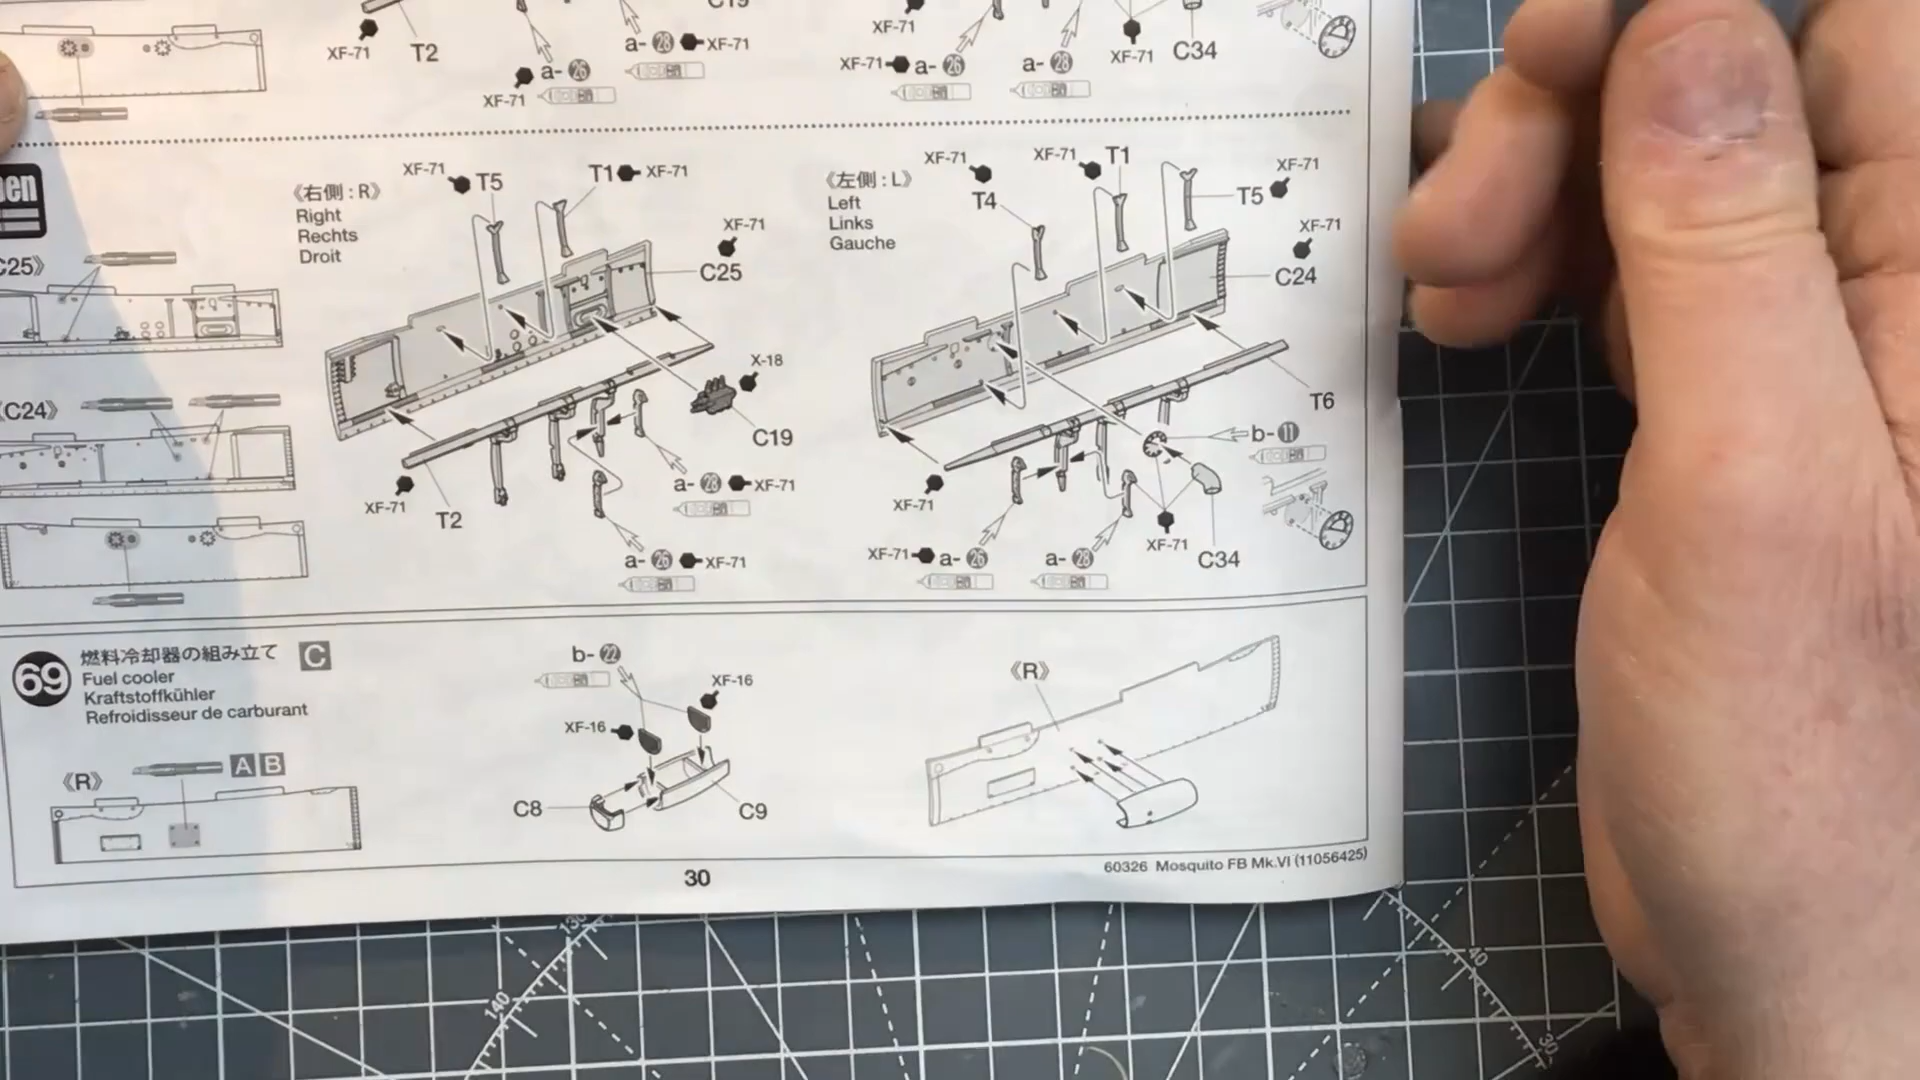 XF-71
T2
XF-71
a-26
a-28 XF-71
C19
XF-71
XF-71 a-26
a-28
XF-71
C34
C25》
《C24》
《右側 : R》
Right
Rechts
Droit
XF-71 T5
T1 XF-71
XF-71
C25
X-18
C19
a-28 XF-71
XF-71
T2
a-26 XF-71
《左側 : L》
Left
Links
Gauche
XF-71
T4
XF-71 T1
XF-71
T5
XF-71
C24
T6
b-11
XF-71
XF-71 a-26
a-28
XF-71
C34
69
燃料冷却器の組み立て C
Fuel cooler
Kraftstoffkühler
Refroidisseur de carburant
《R》
A B
b-22
XF-16
XF-16
C8
C9
《R》
30
60326 Mosquito FB Mk.VI (11056425)
140
40
30